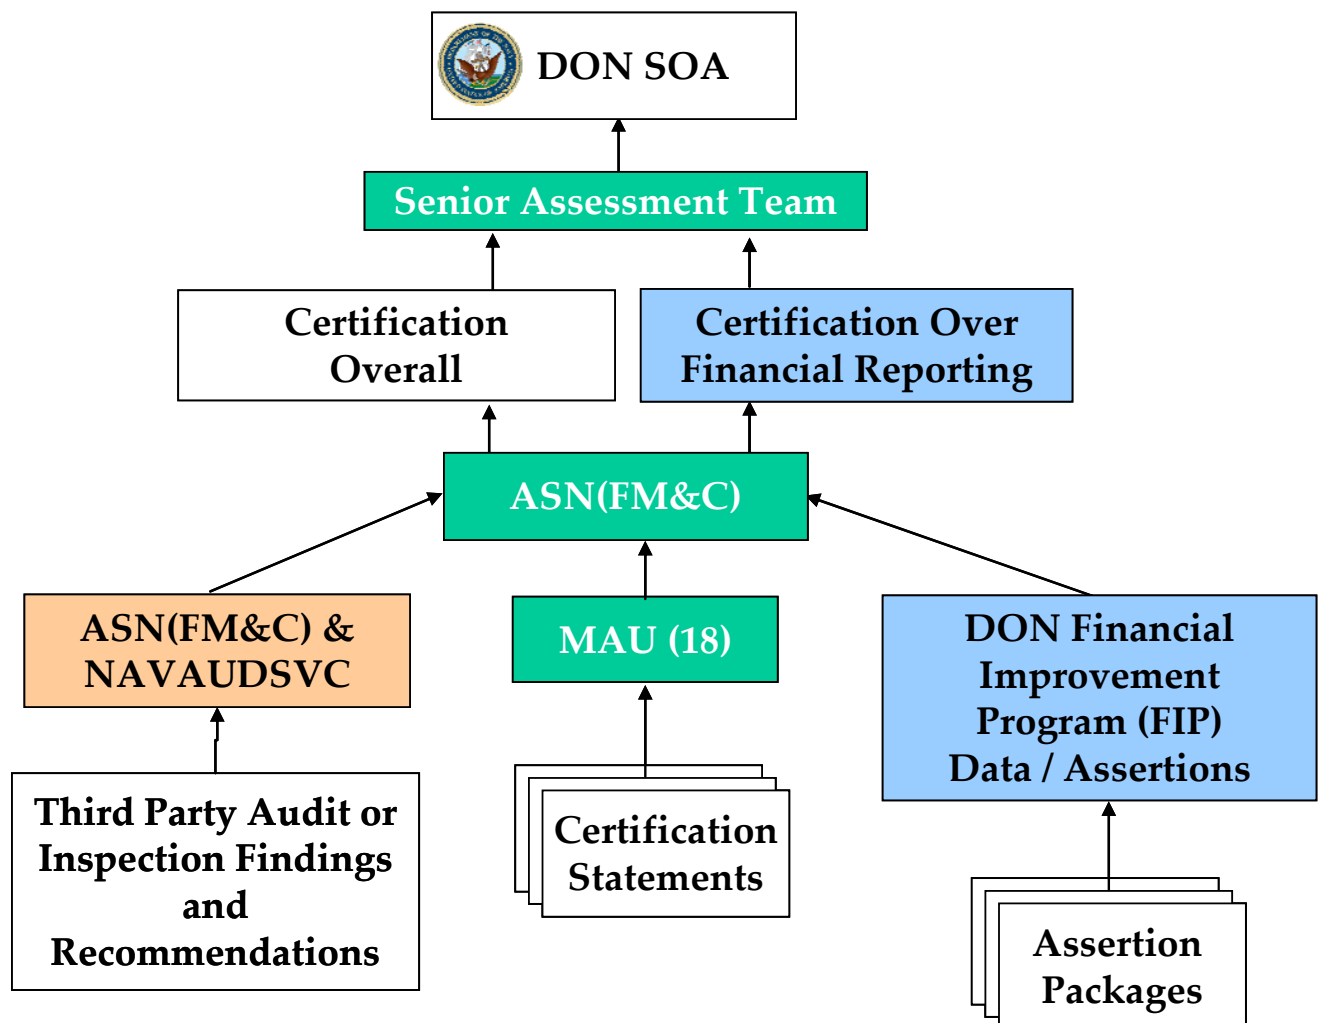 DON SOA
Senior Assessment Team
Certification
Overall
Certification Over
Financial Reporting
ASN(FM&C)
ASN(FM&C) &
NAVAUDSVC
MAU (18)
DON Financial
Improvement
Program (FIP)
Data / Assertions
Third Party Audit or
Inspection Findings
and
Recommendations
Certification
Statements
Assertion
Packages